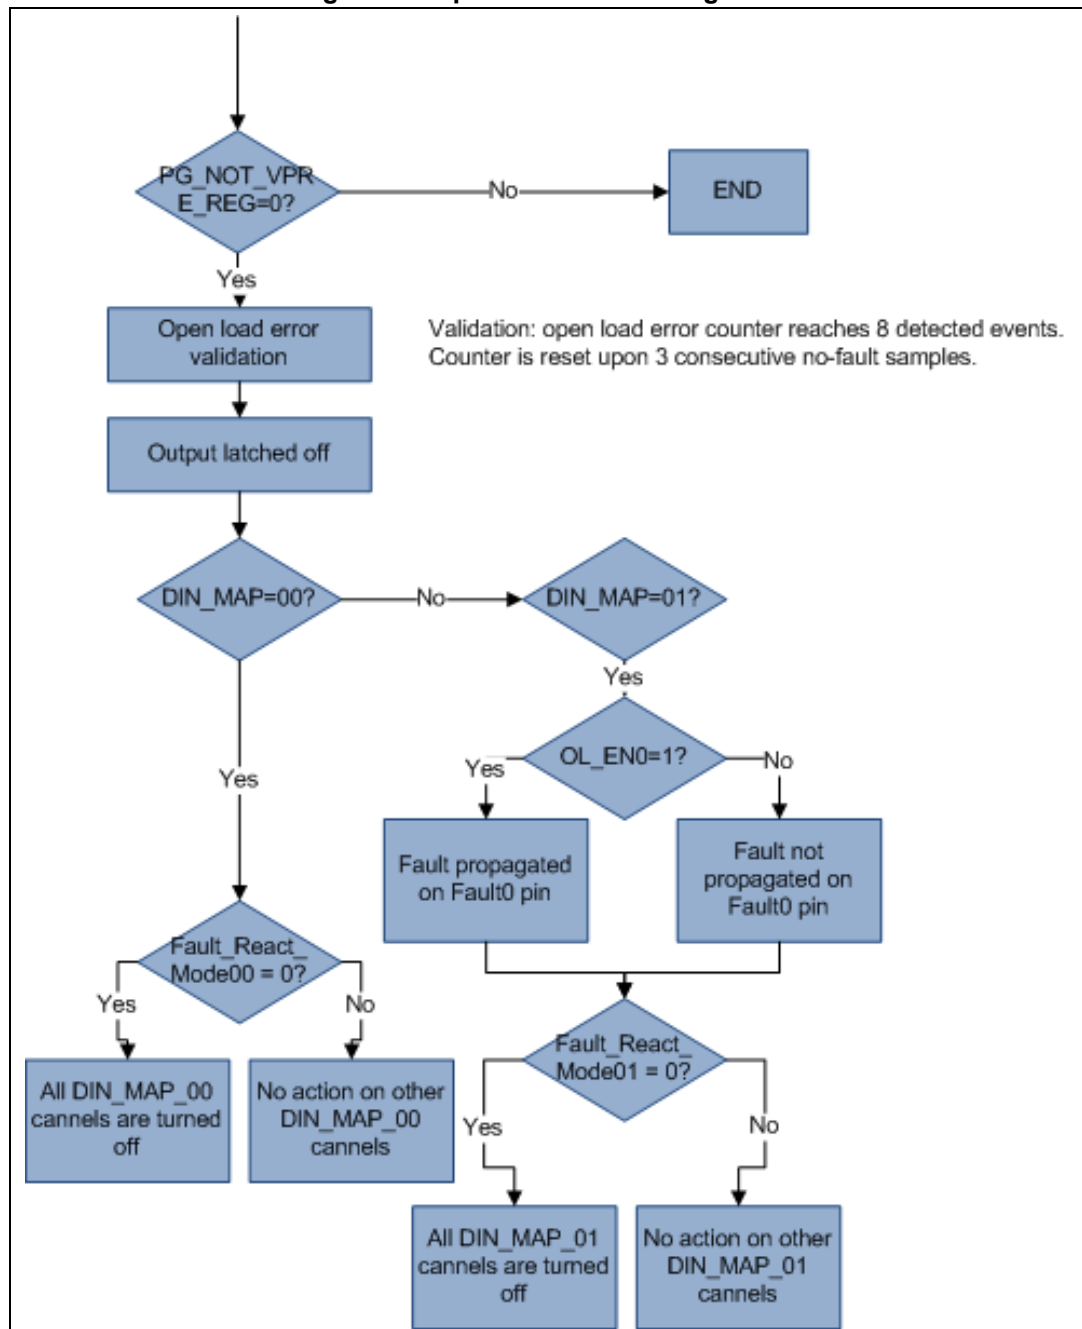 PG_NOT_VPR
E_REG=0?
No
END
Yes
Open load error
validation
Validation: open load error counter reaches 8 detected events.
Counter is reset upon 3 consecutive no-fault samples.
Output latched off
DIN_MAP=00?
No
DIN_MAP=01?
Yes
OL_EN0=1?
Yes
No
Yes
Fault propagated
on Fault0 pin
Fault not
propagated on
Fault0 pin
Fault_React_
Mode00 = 0?
Yes
No
Fault_React_
Mode01 = 0?
All DIN_MAP_00
cannels are turned
off
No action on other
DIN_MAP_00
cannels
Yes
No
All DIN_MAP_01
cannels are turned
off
No action on other
DIN_MAP_01
cannels